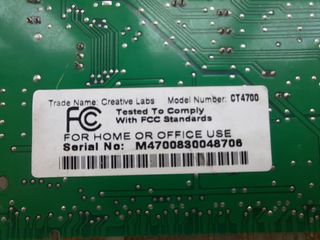 Trade Name: Creative Labs Model Number: CT4700
FCC Tested To Comply
With FCC Standards
FOR HOME OR OFFICE USE
Serial No: M4700830048706